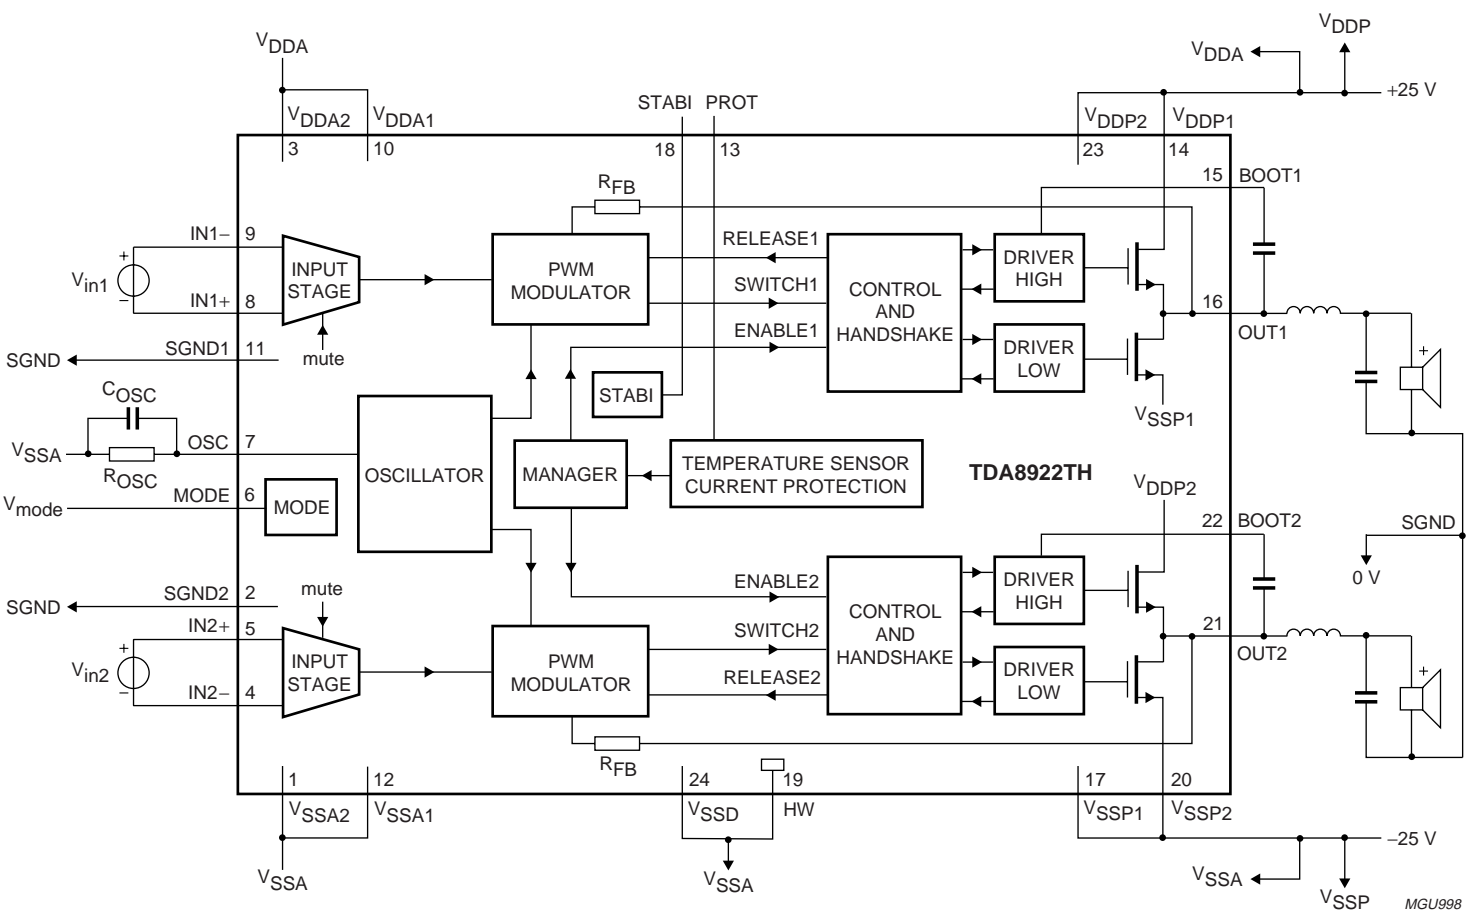 VDDA
VDDA2
VDDA1
3
10
STABI
PROT
18
13
VDDA
VDDP
+25 V
VDDP2
VDDP1
23
14
15
BOOT1
RFB
IN1−
9
Vin1
+
−
IN1+
8
INPUT
STAGE
mute
PWM
MODULATOR
RELEASE1
SWITCH1
ENABLE1
CONTROL
AND
HANDSHAKE
DRIVER
HIGH
DRIVER
LOW
16
OUT1
+
VSSP1
SGND
SGND1
11
COSC
VSSA
OSC
7
ROSC
Vmode
MODE
6
MODE
OSCILLATOR
STABI
MANAGER
TEMPERATURE SENSOR
CURRENT PROTECTION
TDA8922TH
VDDP2
22
BOOT2
SGND
0 V
SGND
SGND2
2
mute
IN2+
5
Vin2
+
−
IN2−
4
INPUT
STAGE
PWM
MODULATOR
ENABLE2
SWITCH2
RELEASE2
CONTROL
AND
HANDSHAKE
DRIVER
HIGH
DRIVER
LOW
21
OUT2
+
RFB
1
12
24
19
17
20
VSSA2
VSSA1
VSSD
HW
VSSP1
VSSP2
−25 V
VSSA
VSSA
VSSA
VSSP
MGU998